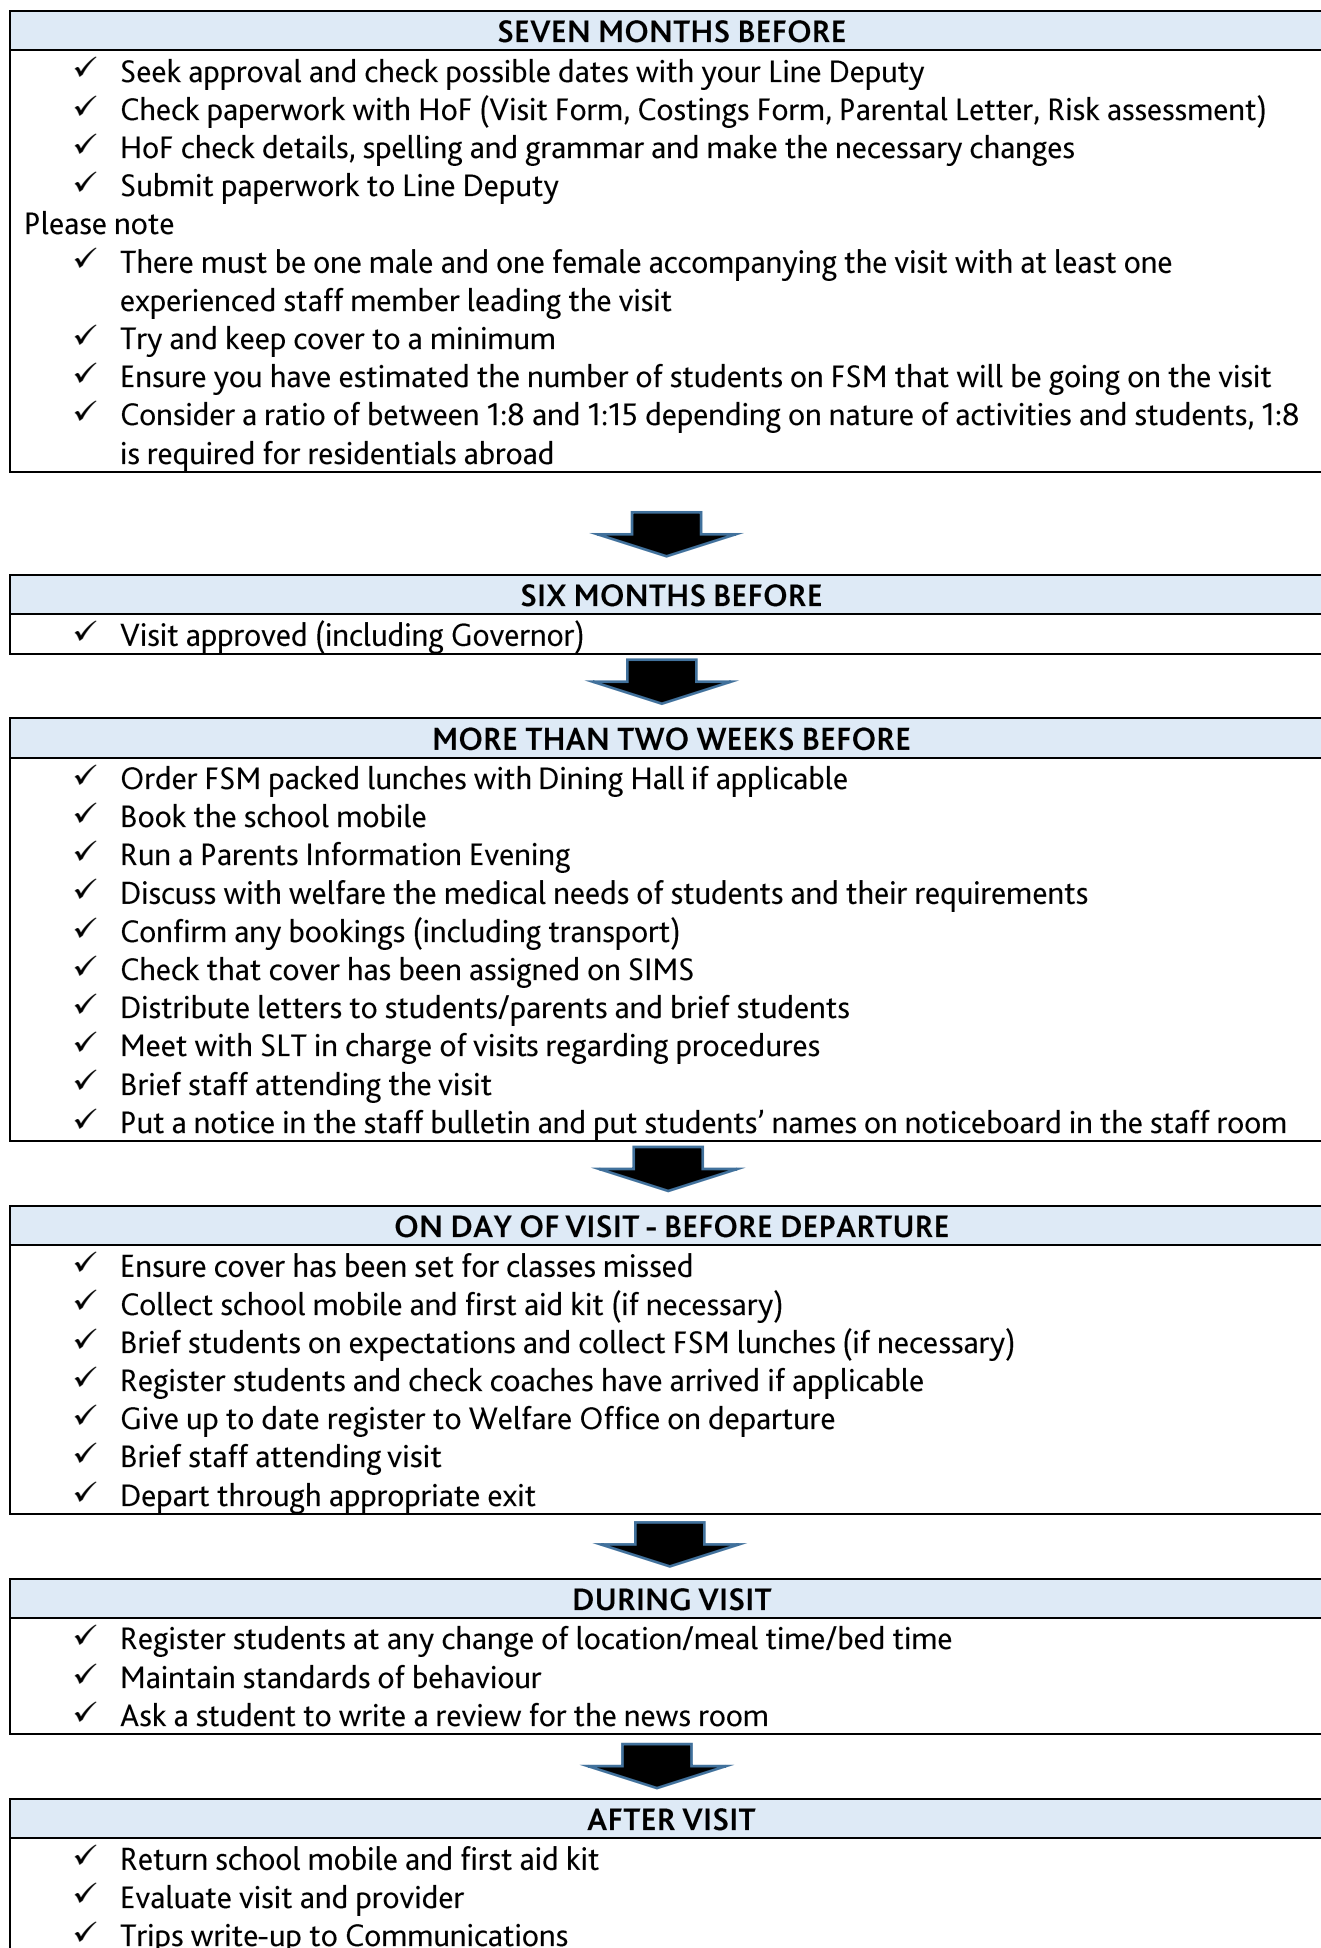 SEVEN MONTHS BEFORE
✓ Seek approval and check possible dates with your Line Deputy
✓ Check paperwork with HoF (Visit Form, Costings Form, Parental Letter, Risk assessment)
✓ HoF check details, spelling and grammar and make the necessary changes
✓ Submit paperwork to Line Deputy
Please note
✓ There must be one male and one female accompanying the visit with at least one
experienced staff member leading the visit
✓ Try and keep cover to a minimum
✓ Ensure you have estimated the number of students on FSM that will be going on the visit
✓ Consider a ratio of between 1:8 and 1:15 depending on nature of activities and students, 1:8
is required for residentials abroad
SIX MONTHS BEFORE
✓ Visit approved (including Governor)
MORE THAN TWO WEEKS BEFORE
✓ Order FSM packed lunches with Dining Hall if applicable
✓ Book the school mobile
✓ Run a Parents Information Evening
✓ Discuss with welfare the medical needs of students and their requirements
✓ Confirm any bookings (including transport)
✓ Check that cover has been assigned on SIMS
✓ Distribute letters to students/parents and brief students
✓ Meet with SLT in charge of visits regarding procedures
✓ Brief staff attending the visit
✓ Put a notice in the staff bulletin and put students’ names on noticeboard in the staff room
ON DAY OF VISIT - BEFORE DEPARTURE
✓ Ensure cover has been set for classes missed
✓ Collect school mobile and first aid kit (if necessary)
✓ Brief students on expectations and collect FSM lunches (if necessary)
✓ Register students and check coaches have arrived if applicable
✓ Give up to date register to Welfare Office on departure
✓ Brief staff attending visit
✓ Depart through appropriate exit
DURING VISIT
✓ Register students at any change of location/meal time/bed time
✓ Maintain standards of behaviour
✓ Ask a student to write a review for the news room
AFTER VISIT
✓ Return school mobile and first aid kit
✓ Evaluate visit and provider
✓ Trips write-up to Communications